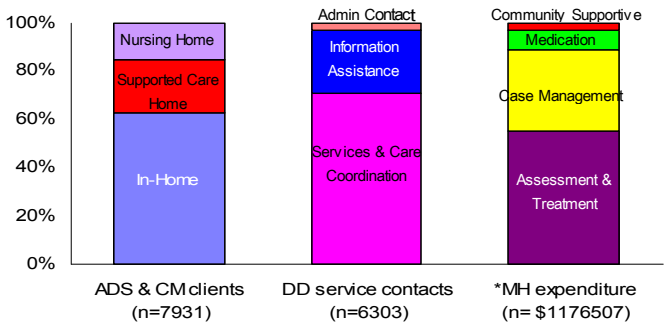 100%
80%
60%
40%
20%
0%
Nursing Home
Supported Care
Home
In-Home
Admin Contact
Information
Assistance
Services & Care
Coordination
Community Supportive
Medication
Case Management
Assessment &
Treatment
ADS & CM clients
(n=7931)
DD service contacts
(n=6303)
*MH expenditure
(n= $1176507)